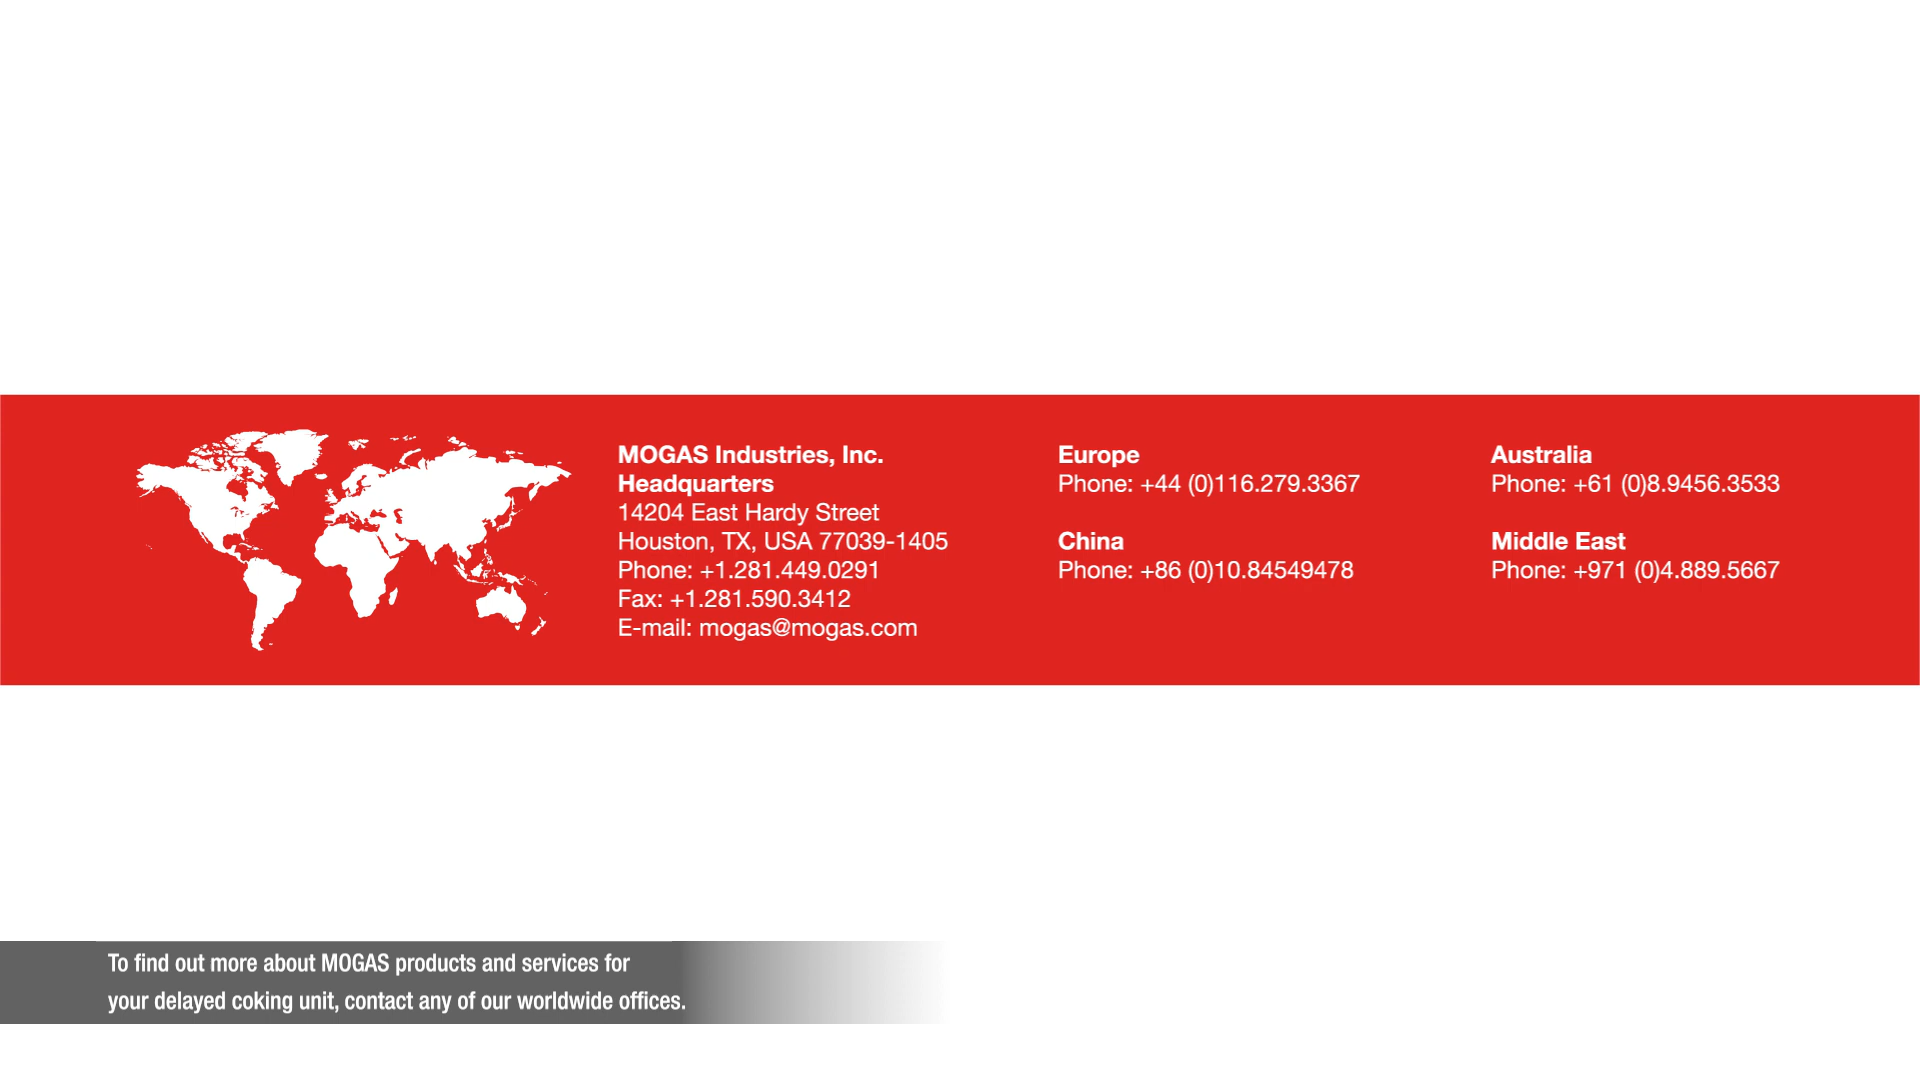 MOGAS Industries, Inc.
Headquarters
14204 East Hardy Street
Houston, TX, USA 77039-1405
Phone: +1.281.449.0291
Fax: +1.281.590.3412
E-mail: mogas@mogas.com
Europe
Phone: +44 (0)116.279.3367
China
Phone: +86 (0)10.84549478
Australia
Phone: +61 (0)8.9456.3533
Middle East
Phone: +971 (0)4.889.5667
To find out more about MOGAS products and services for
your delayed coking unit, contact any of our worldwide offices.